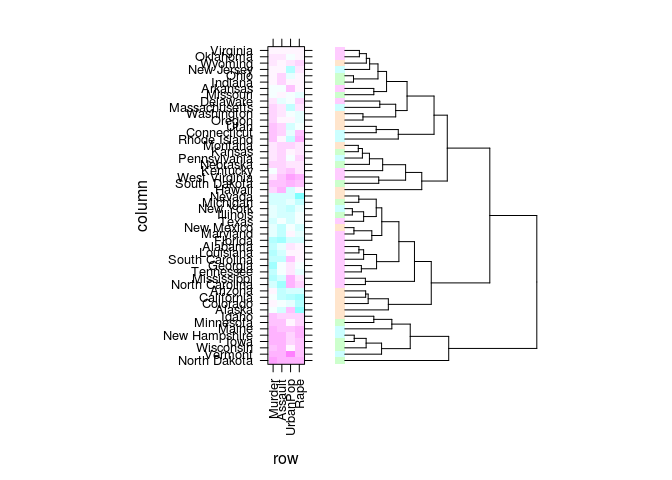 Virginia
Oklahoma
Wyoming
New Jersey
Ohio
Indiana
Arkansas
Missouri
Delaware
Massachusetts
Washington
Oregon
Utah
Connecticut
Rhode Island
Montana
Kansas
Pennsylvania
Nebraska
Kentucky
West Virginia
South Dakota
Hawaii
Nevada
Michigan
New York
Illinois
Texas
New Mexico
Maryland
Florida
Alabama
Louisiana
South Carolina
Georgia
Tennessee
Mississippi
North Carolina
Arizona
California
Colorado
Alaska
Idaho
Minnesota
Maine
New Hampshire
Iowa
Wisconsin
Vermont
North Dakota
column
Murder
Assault
UrbanPop
Rape
row